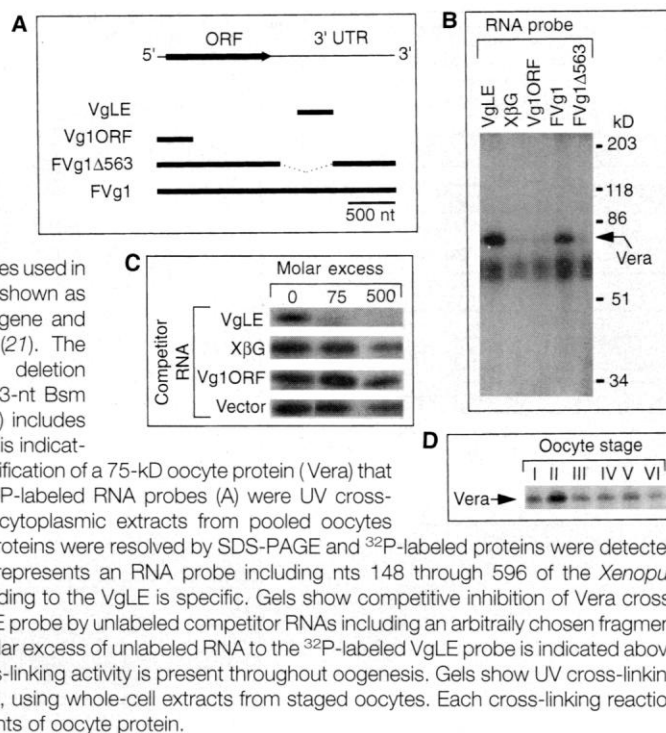 A
ORF
3' UTR
5'
3'
VgLE
Vg1ORF
FVg1Δ563
FVg1
500 nt
B
RNA probe
VgLE
XβG
Vg1ORF
FVg1
FVg1Δ563
kD
203
118
86
Vera
51
34
C
Molar excess
0 75 500
Competitor RNA
VgLE
XβG
Vg1ORF
Vector
D
Oocyte stage
I II III IV V VI
Vera
es used in
shown as
gene and
(21). The
deletion
3-nt Bsm
) includes
is indicat-
ification of a 75-kD oocyte protein (Vera) that
P-labeled RNA probes (A) were UV cross-
cytoplasmic extracts from pooled oocytes
roteins were resolved by SDS-PAGE and ³²P-labeled proteins were detecte
represents an RNA probe including nts 148 through 596 of the Xenopu
ding to the VgLE is specific. Gels show competitive inhibition of Vera cross
E probe by unlabeled competitor RNAs including an arbitraily chosen fragmen
lar excess of unlabeled RNA to the ³²P-labeled VgLE probe is indicated abov
s-linking activity is present throughout oogenesis. Gels show UV cross-linkin
, using whole-cell extracts from staged oocytes. Each cross-linking reactio
nts of oocyte protein.